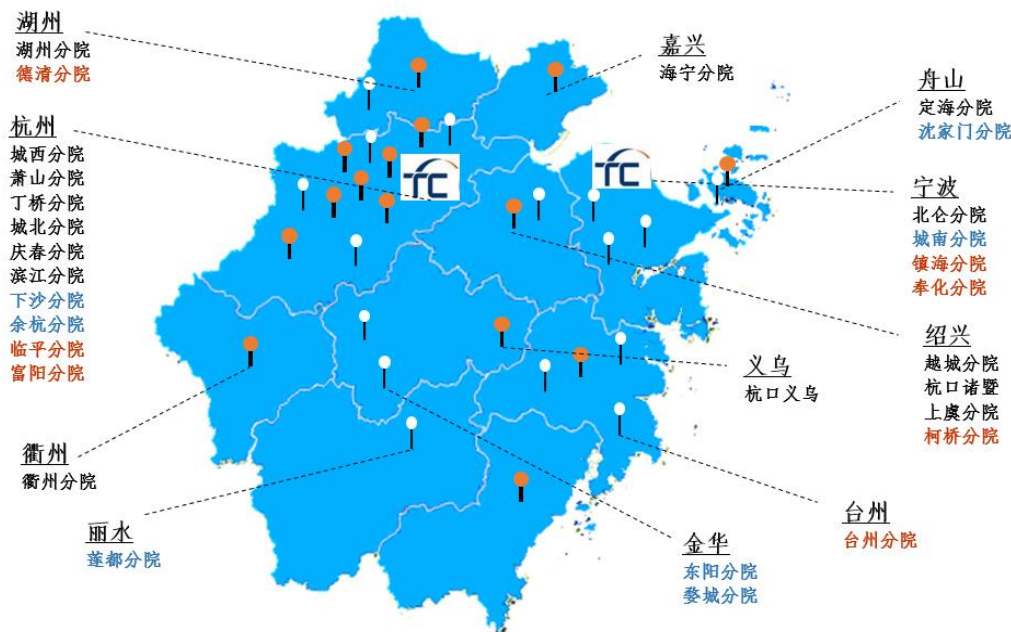 湖州
湖州分院
德清分院
嘉兴
海宁分院
舟山
定海分院
沈家门分院
杭州
城西分院
萧山分院
丁桥分院
城北分院
庆春分院
滨江分院
下沙分院
余杭分院
临平分院
富阳分院
TC
TC
宁波
北仑分院
城南分院
镇海分院
奉化分院
绍兴
越城分院
杭口诸暨
上虞分院
柯桥分院
义乌
杭口义乌
衢州
衢州分院
丽水
莲都分院
金华
东阳分院
婺城分院
台州
台州分院